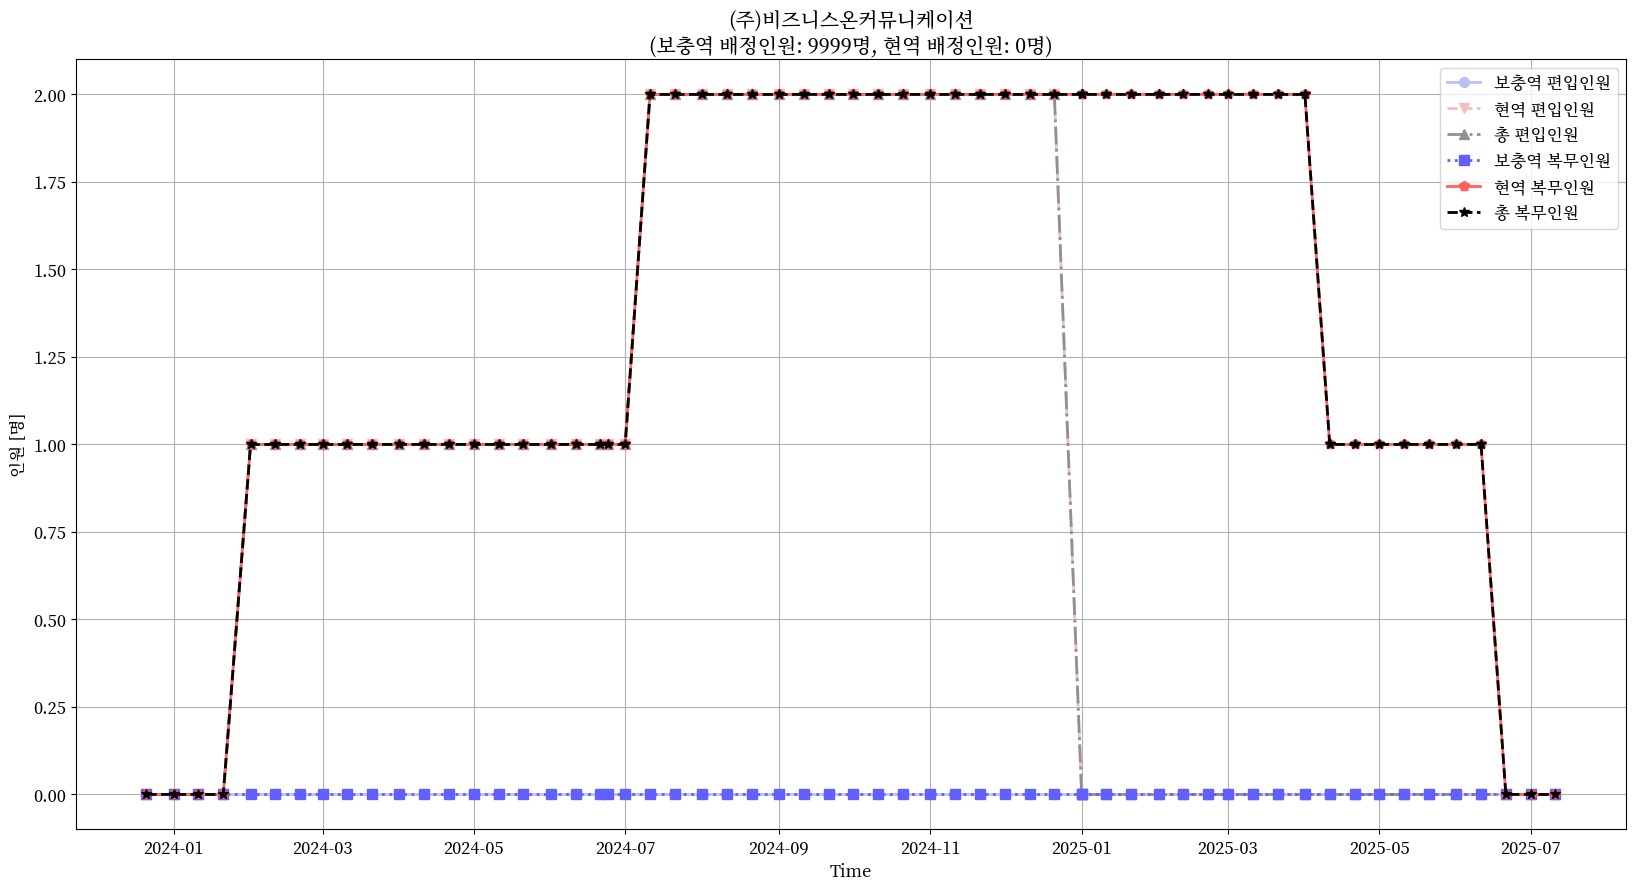 (주)비즈니스온커뮤니케이션
(보충역 배정인원: 9999명, 현역 배정인원: 0명)
보충역 편입인원
현역 편입인원
총 편입인원
보충역 복무인원
현역 복무인원
총 복무인원
2.00
1.75
1.50
1.25
1.00
0.75
0.50
0.25
0.00
인원 [명]
2024-01
2024-03
2024-05
2024-07
2024-09
2024-11
2025-01
2025-03
2025-05
2025-07
Time